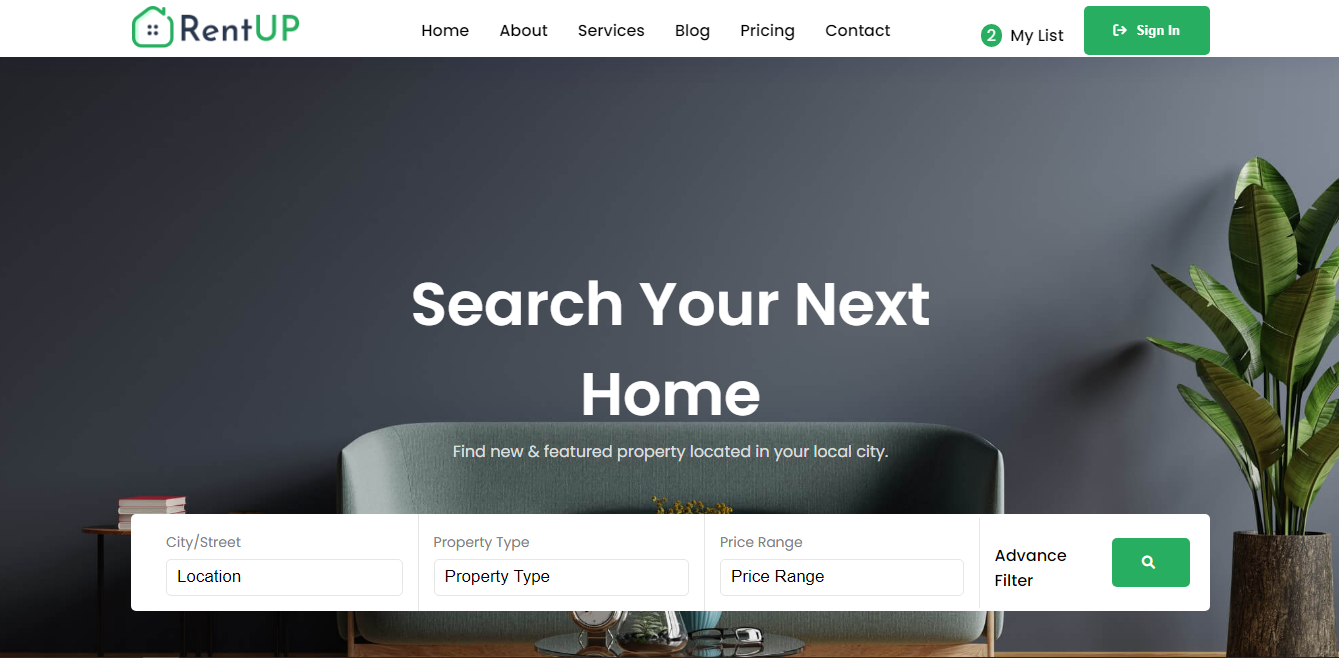 RentUP
Home About Services Blog Pricing Contact
2 My List
Sign In
Search Your Next
Home
Find new & featured property located in your local city.
City/Street
Location
Property Type
Property Type
Price Range
Price Range
Advance
Filter